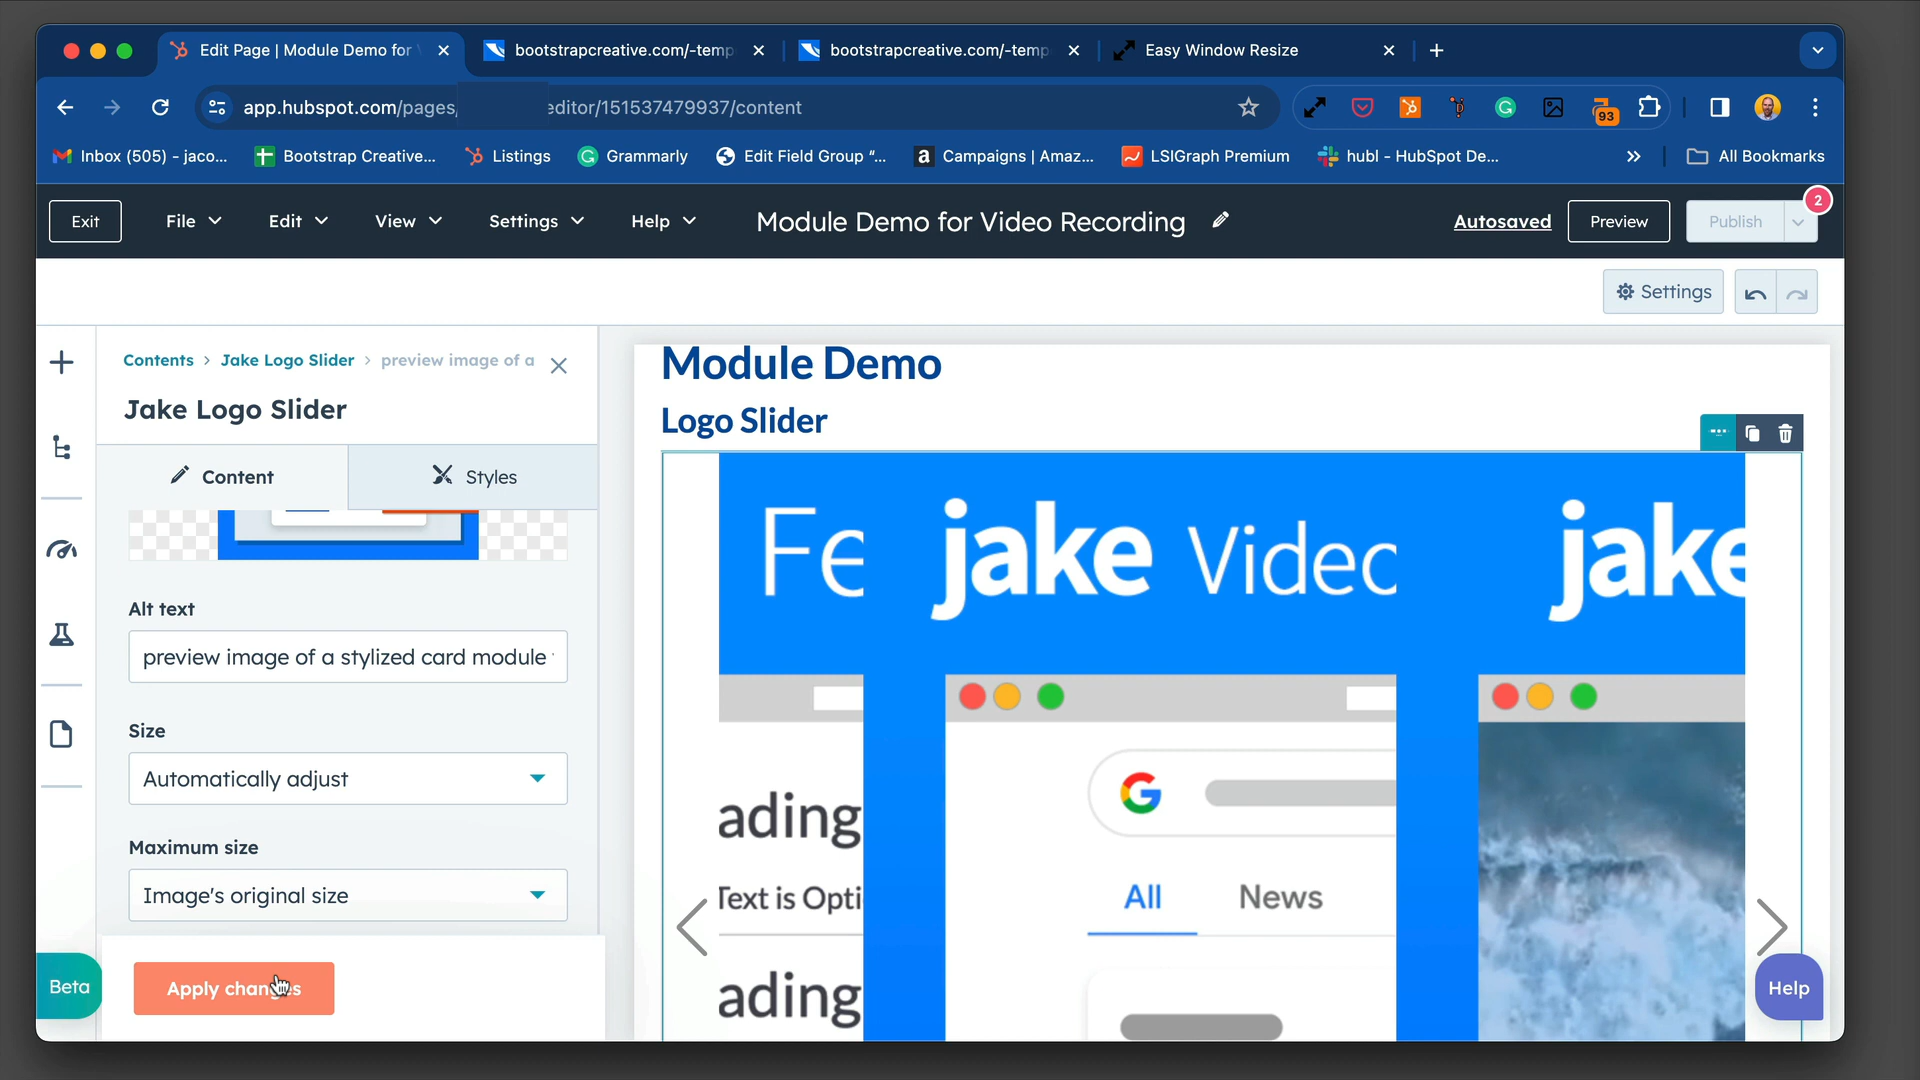 Edit Page | Module Demo for
bootstrapcreative.com/-temp
bootstrapcreative.com/-temp
Easy Window Resize
app.hubspot.com/pages,
editor/151537479937/content
93
Inbox (505) – jaco...
Bootstrap Creative...
Listings
Grammarly
Edit Field Group "...
Campaigns | Amaz...
LSIGraph Premium
hubl - HubSpot De...
All Bookmarks
Exit
File
Edit
View
Settings
Help
Module Demo for Video Recording
Autosaved
Preview
Publish
2
Settings
Contents > Jake Logo Slider > preview image of a
Jake Logo Slider
Content
Styles
Alt text
preview image of a stylized card module
Size
Automatically adjust
Maximum size
Image's original size
Apply changes
Beta
Module Demo
Logo Slider
Fe
jake Video
jake
ading
Text is Opti
ading
All
News
Help